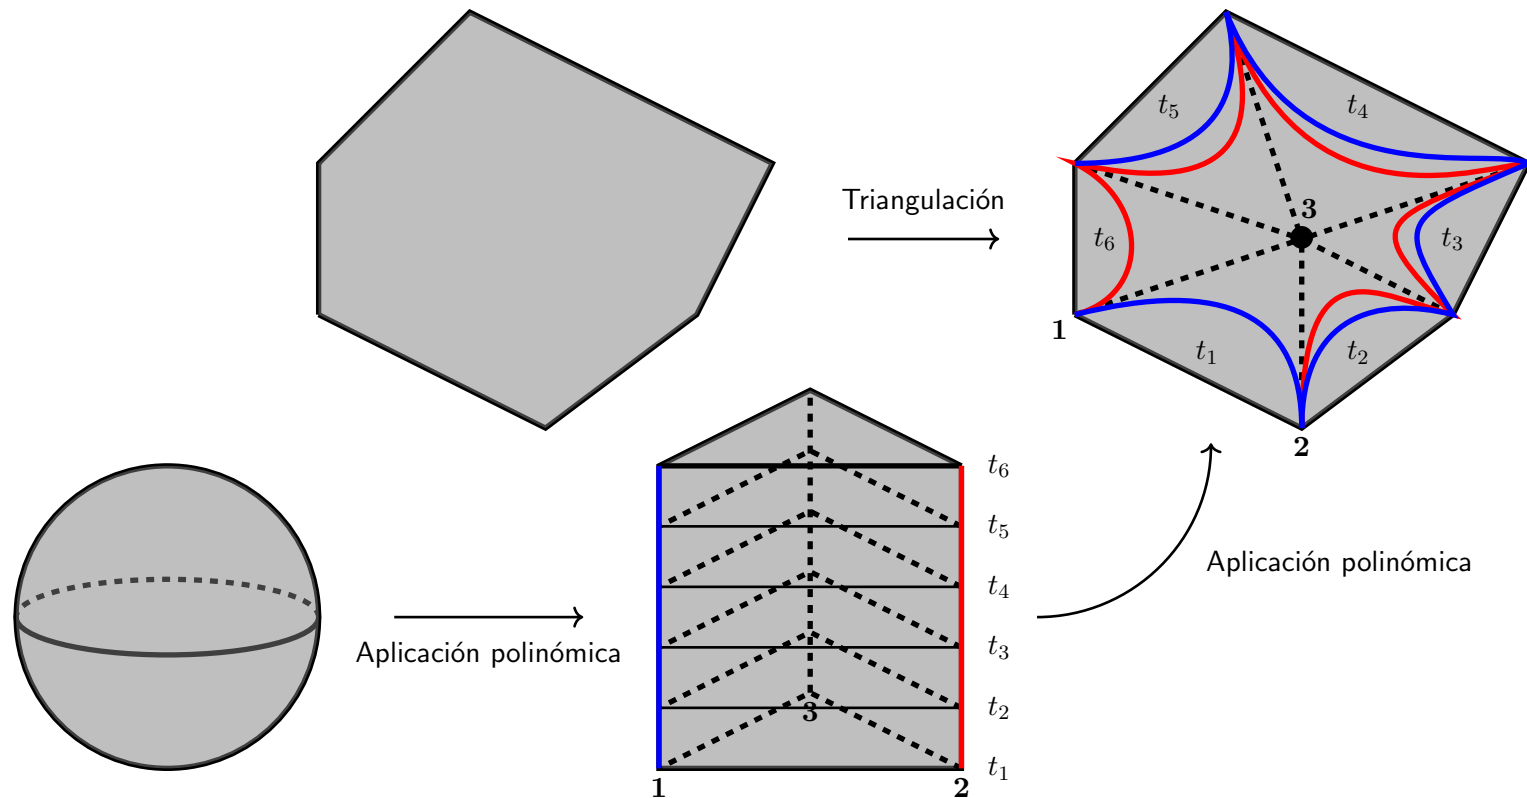 t5
t4
Triangulación
3
t6
t3
1
t1
t2
2
t6
t5
Aplicación polinómica
t4
Aplicación polinómica
t3
3
t2
t1
1
2